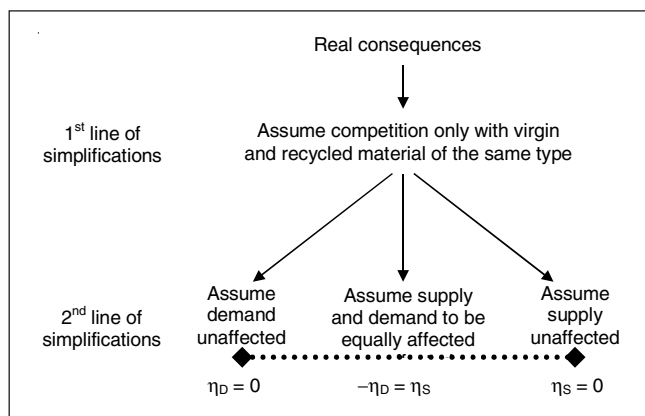 Real consequences
1st line of
simplifications
Assume competition only with virgin
and recycled material of the same type
2nd line of
simplifications
Assume
demand
unaffected
Assume supply
and demand to be
equally affected
Assume
supply
unaffected
ηD = 0
−ηD = ηS
ηS = 0